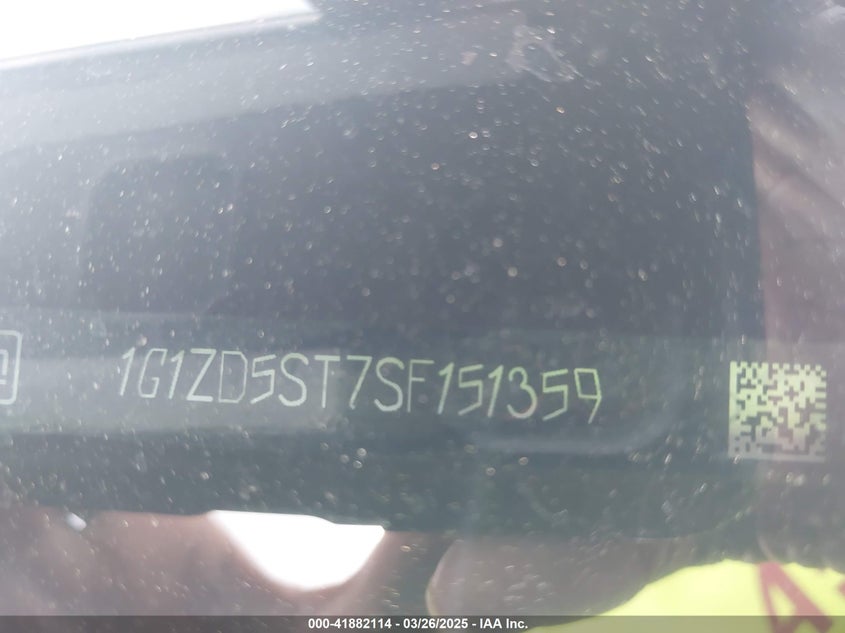 1G1ZD5ST7SF151359
000-41882114 - 03/26/2025 - IAA Inc.